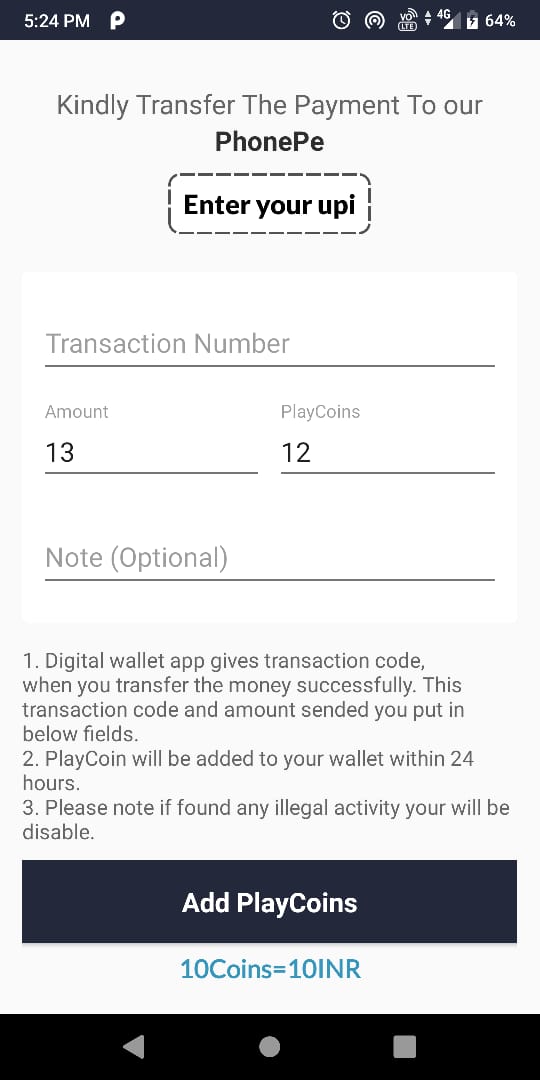 5:24 PM P VO LTE 4G 64%
Kindly Transfer The Payment To our
PhonePe
Enter your upi
Transaction Number
Amount PlayCoins
13 12
Note (Optional)
1. Digital wallet app gives transaction code,
when you transfer the money successfully. This
transaction code and amount sended you put in
below fields.
2. PlayCoin will be added to your wallet within 24
hours.
3. Please note if found any illegal activity your will be
disable.
Add PlayCoins
10Coins=10INR